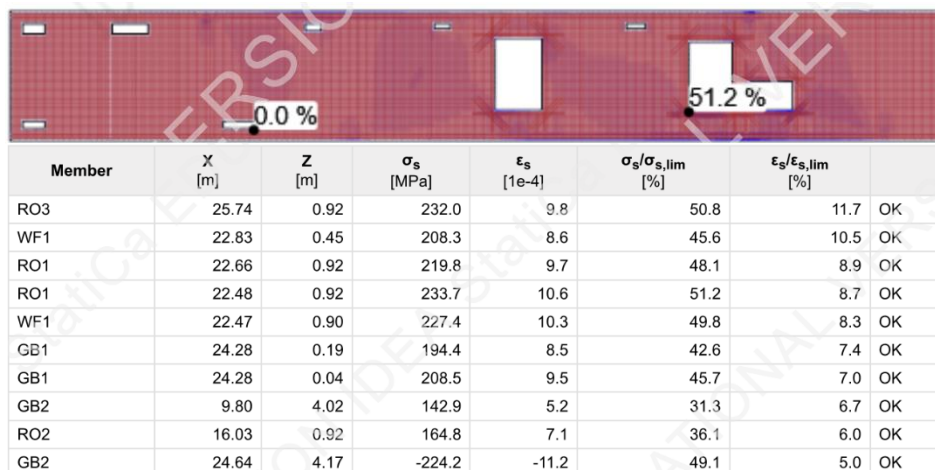 0.0 %
51.2 %
Member X [m] Z [m] σs [MPa] εs [1e-4] σs/σs,lim [%] εs/εs,lim [%]
RO3 25.74 0.92 232.0 9.8 50.8 11.7 OK
WF1 22.83 0.45 208.3 8.6 45.6 10.5 OK
RO1 22.66 0.92 219.8 9.7 48.1 8.9 OK
RO1 22.48 0.92 233.7 10.6 51.2 8.7 OK
WF1 22.47 0.90 227.4 10.3 49.8 8.3 OK
GB1 24.28 0.19 194.4 8.5 42.6 7.4 OK
GB1 24.28 0.04 208.5 9.5 45.7 7.0 OK
GB2 9.80 4.02 142.9 5.2 31.3 6.7 OK
RO2 16.03 0.92 164.8 7.1 36.1 6.0 OK
GB2 24.64 4.17 -224.2 -11.2 49.1 5.0 OK